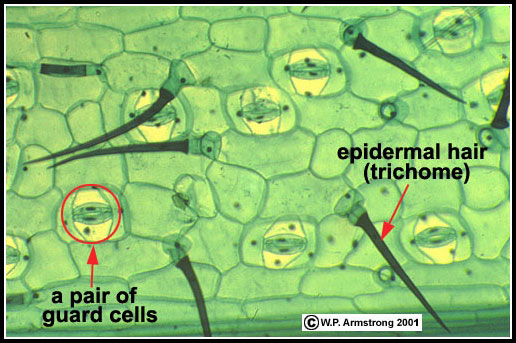 epidermal hair
(trichome)
a pair of
guard cells
©W.P. Armstrong 2001